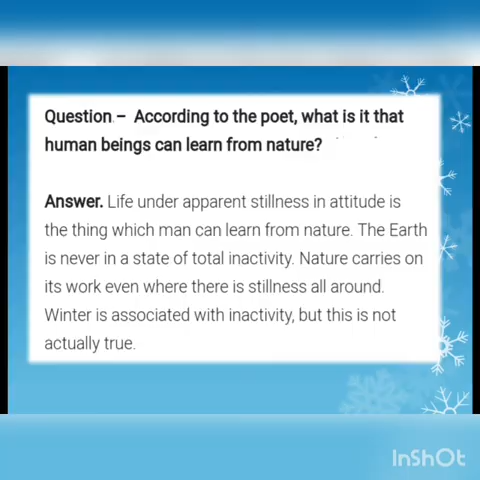 Question.– According to the poet, what is it that
human beings can learn from nature?
Answer. Life under apparent stillness in attitude is
the thing which man can learn from nature. The Earth
is never in a state of total inactivity. Nature carries on
its work even where there is stillness all around.
Winter is associated with inactivity, but this is not
actually true.
InShOt